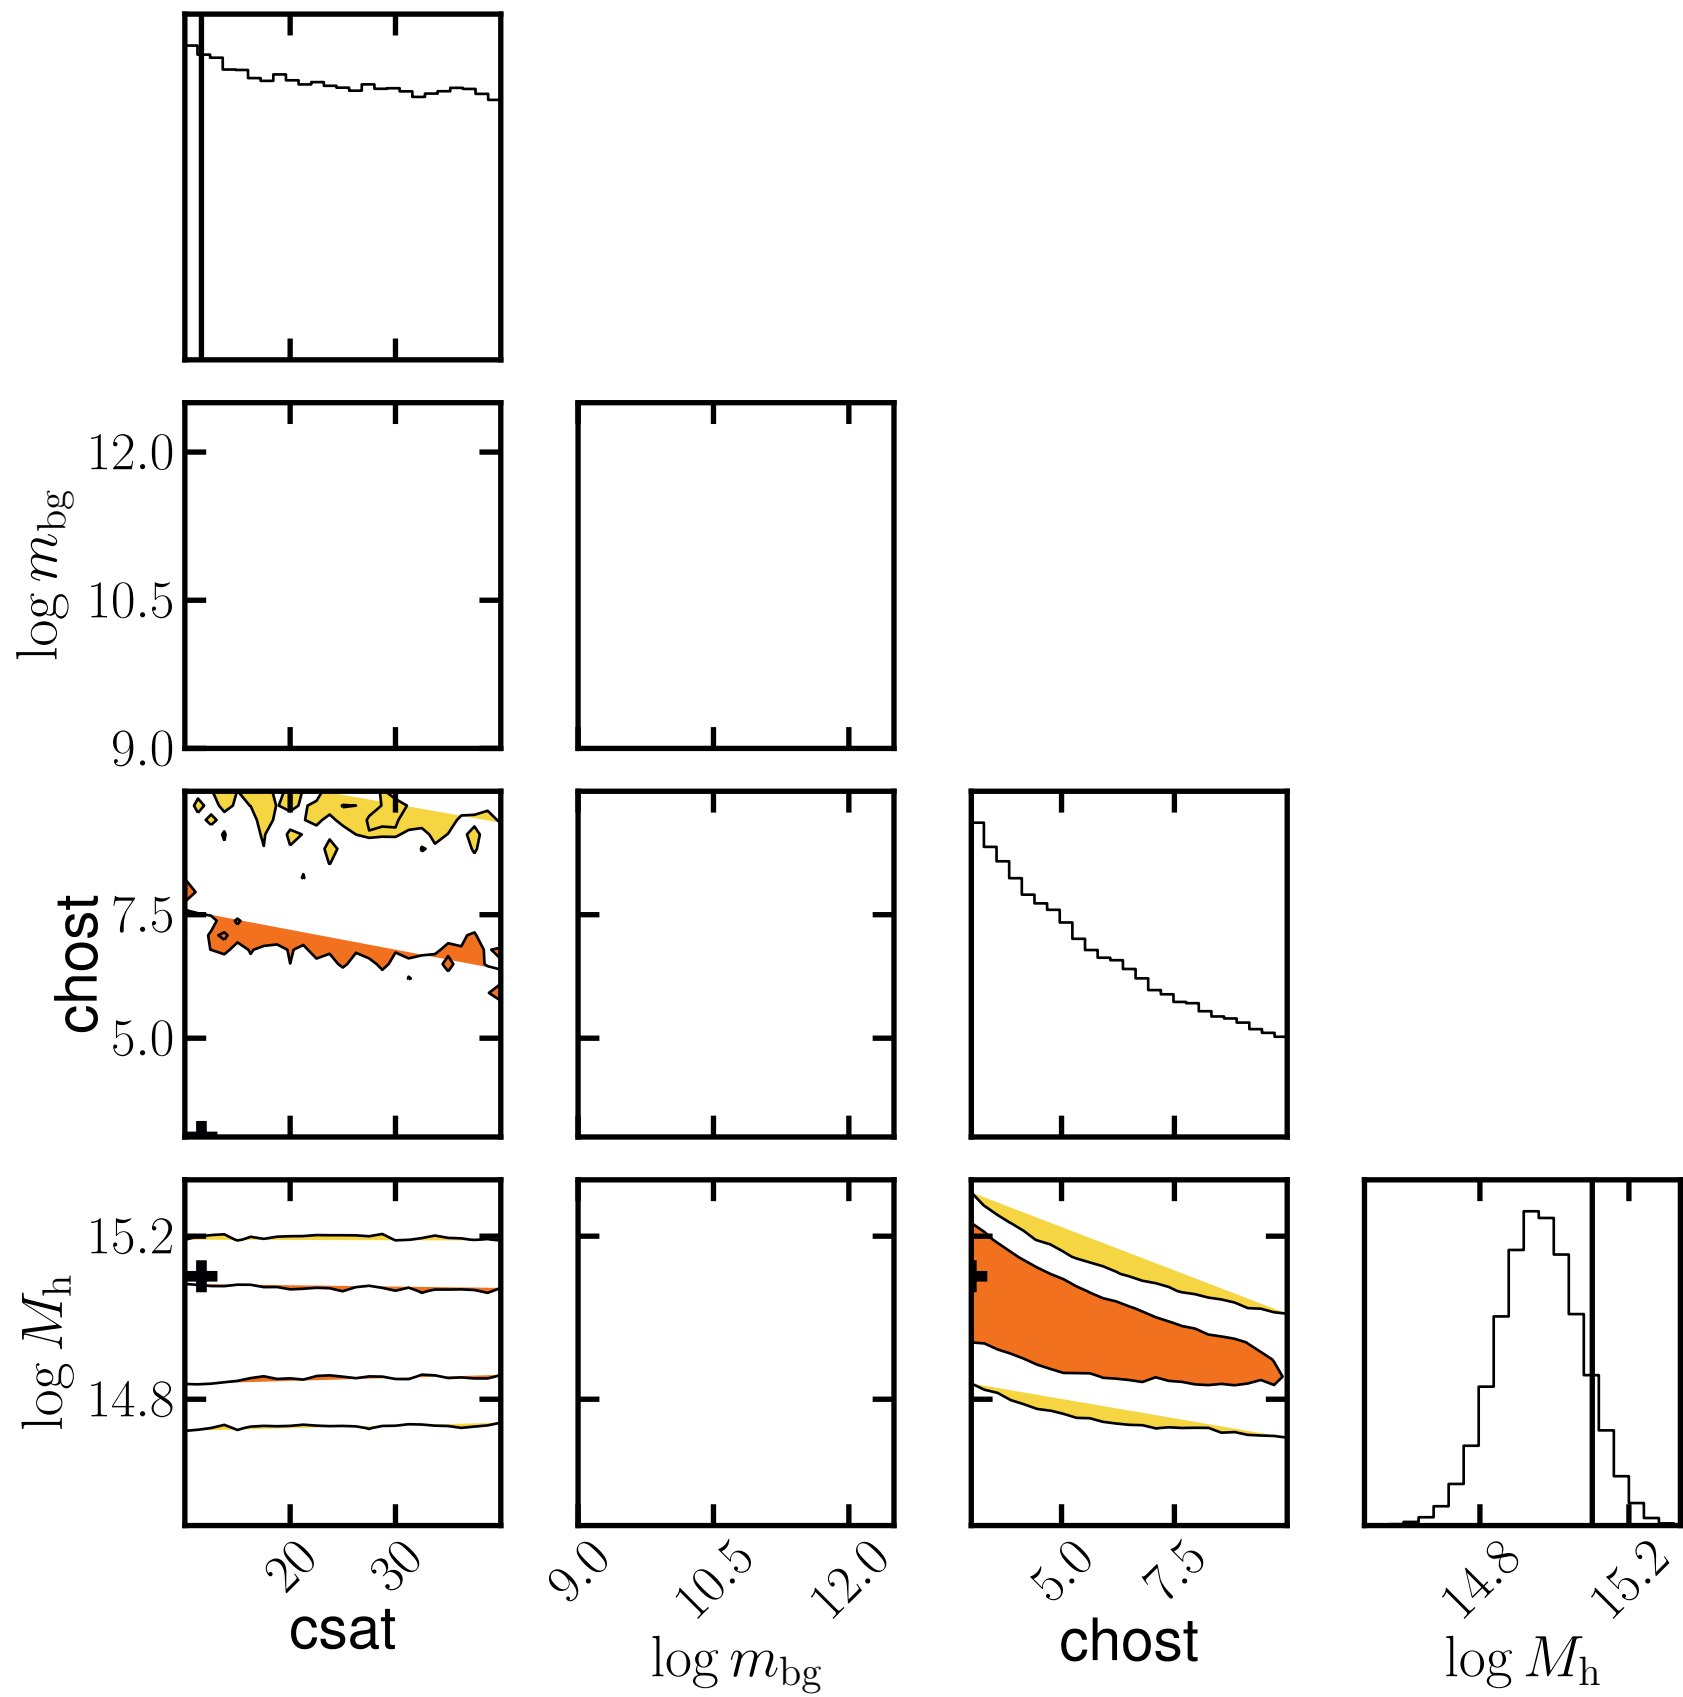 12.0
log m_bg
10.5
9.0
chost
7.5
5.0
15.2
log M_h
14.8
20 30 9.0 10.5 12.0 5.0 7.5 14.8 15.2
csat log m_bg chost log M_h